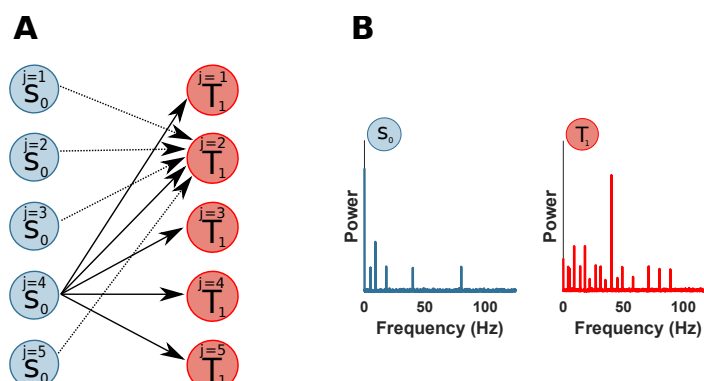 A
B
j=1
S0
j=2
S0
j=3
S0
j=4
S0
j=5
S0
j=1
T1
j=2
T1
j=3
T1
j=4
T1
j=5
T1
S0
Power
0 50 100
Frequency (Hz)
T1
Power
0 50 100
Frequency (Hz)